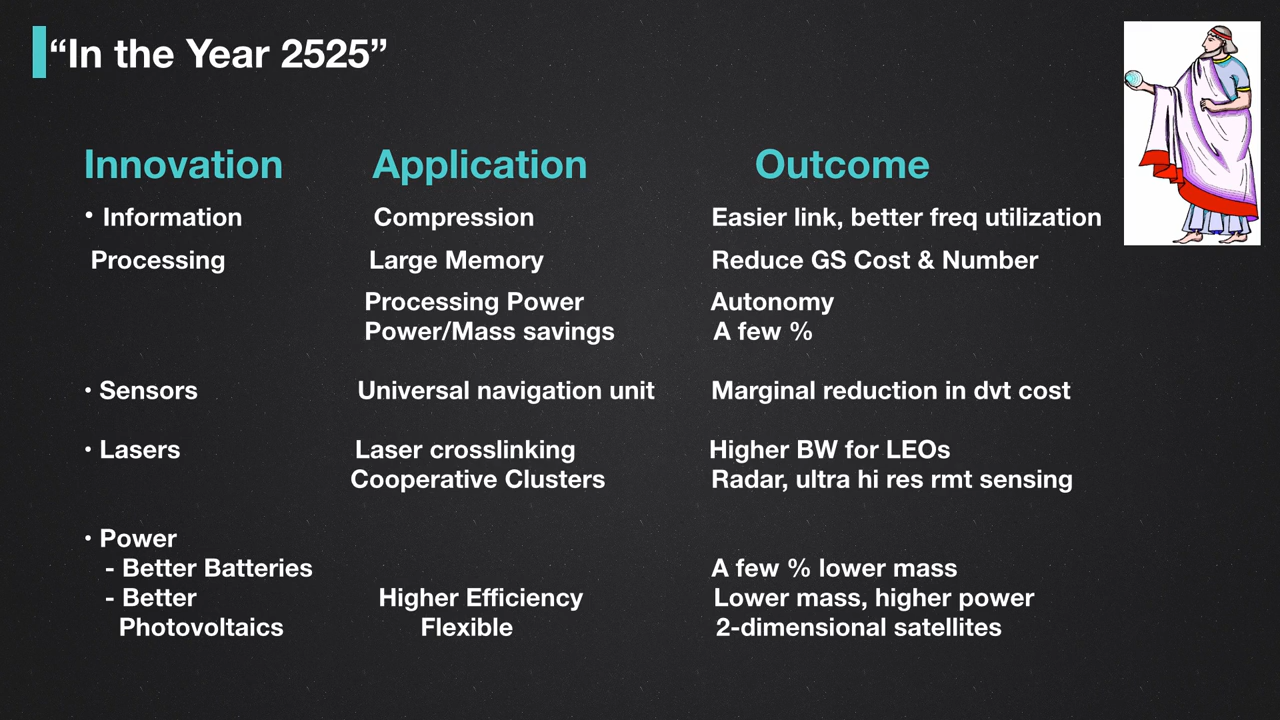 “In the Year 2525”
Innovation Application Outcome
• Information Compression Easier link, better freq utilization
Processing Large Memory Reduce GS Cost & Number
Processing Power Autonomy
Power/Mass savings A few %
• Sensors Universal navigation unit Marginal reduction in dvt cost
• Lasers Laser crosslinking Higher BW for LEOs
Cooperative Clusters Radar, ultra hi res rmt sensing
• Power
- Better Batteries A few % lower mass
- Better Higher Efficiency Lower mass, higher power
Photovoltaics Flexible 2-dimensional satellites